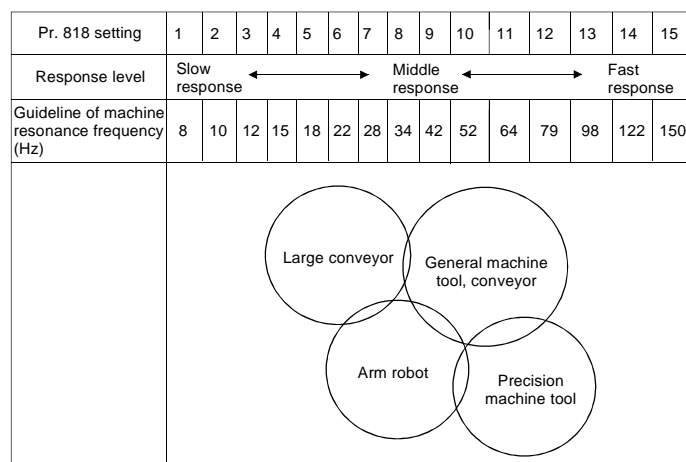 Pr. 818 setting 1 2 3 4 5 6 7 8 9 10 11 12 13 14 15
Response level Slow response Middle response Fast response
Guideline of machine
resonance frequency
(Hz) 8 10 12 15 18 22 28 34 42 52 64 79 98 122 150
Large conveyor
General machine
tool, conveyor
Arm robot
Precision
machine tool